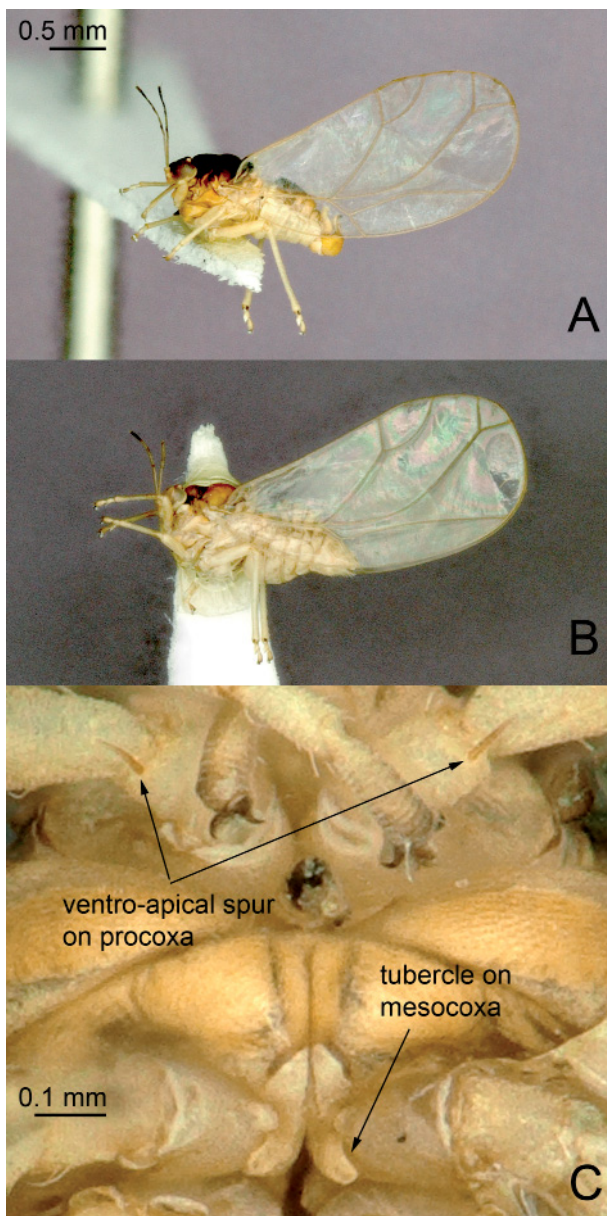 0.5 mm
A
B
ventro-apical spur
on procoxa
tubercle on
mesocoxa
0.1 mm
C